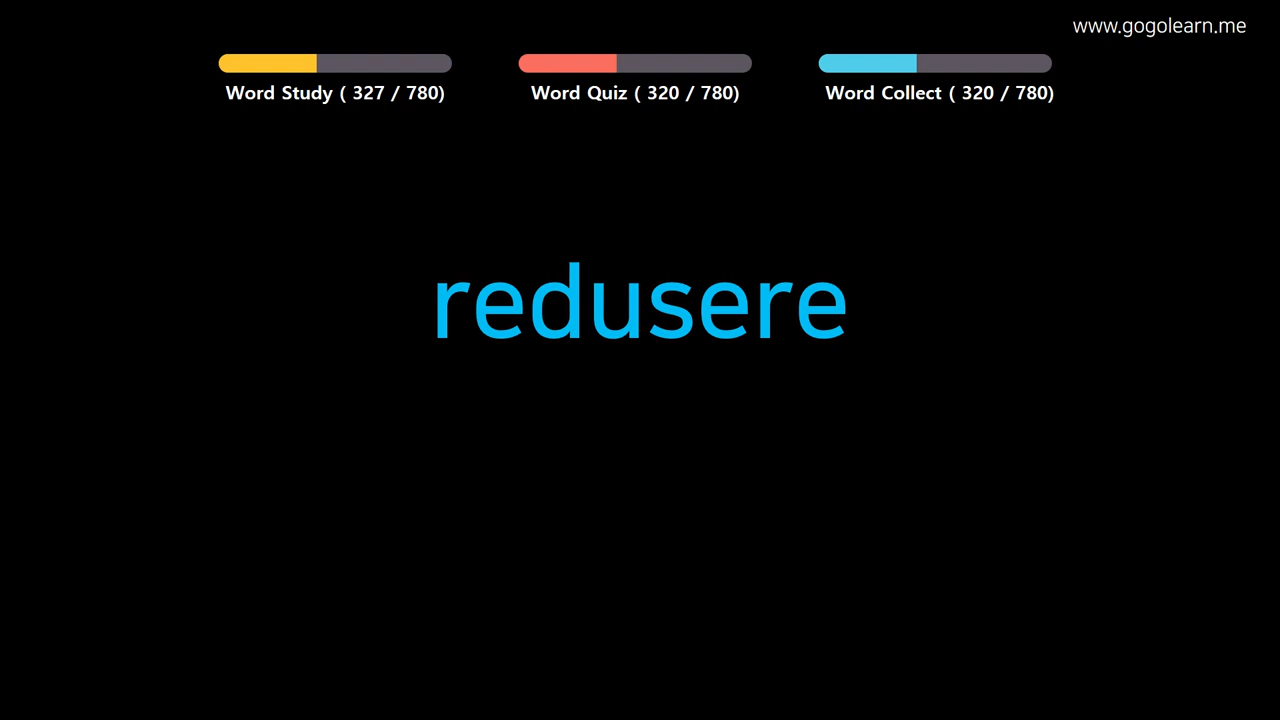 www.gogolearn.me
Word Study ( 327 / 780)
Word Quiz ( 320 / 780)
Word Collect ( 320 / 780)
redusere